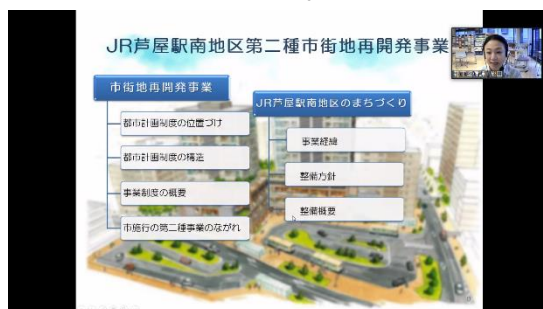 JR芦屋駅南地区第二種市街地再開発事業
市街地再開発事業
都市計画制度の位置づけ
都市計画制度の構造
事業制度の概要
市施行の第二種事業のながれ
JR芦屋駅南地区のまちづくり
事業経緯
整備方針
整備概要